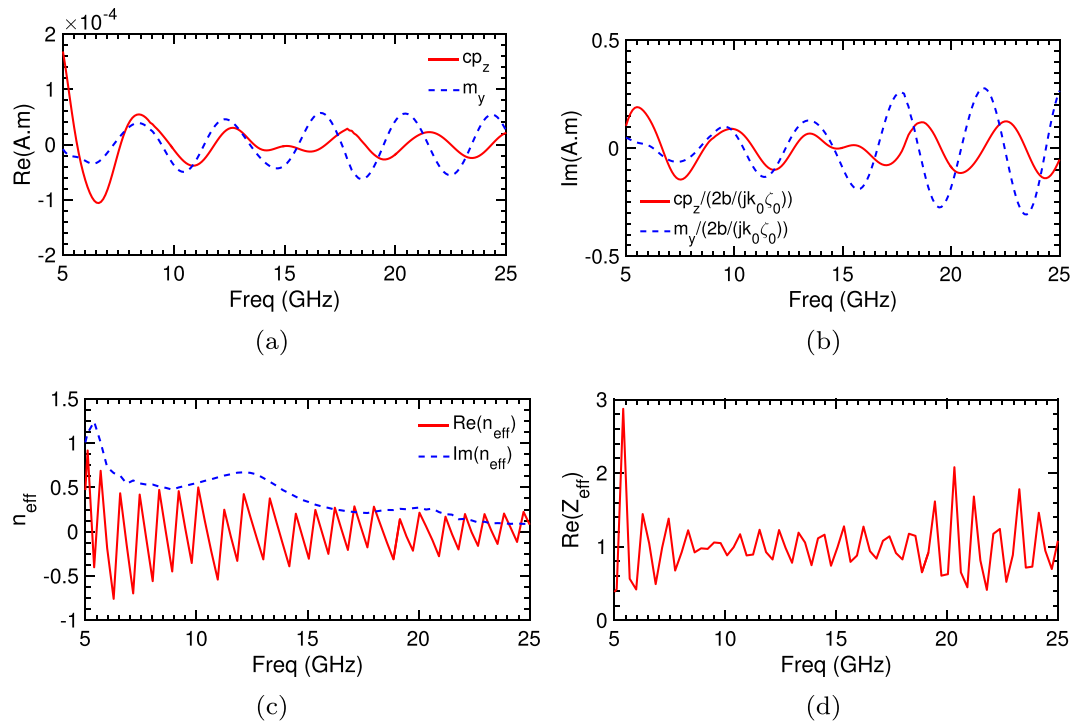 ×10⁻⁴
2
1
0
-1
-2
Re(A.m)
cp_z
m_y
5 10 15 20 25
Freq (GHz)
(a)
0.5
0
-0.5
Im(A.m)
cp_z/(2b/(jk_0ζ_0))
m_y/(2b/(jk_0ζ_0))
5 10 15 20 25
Freq (GHz)
(b)
1.5
1
0.5
0
-0.5
-1
n_eff
Re(n_eff)
Im(n_eff)
5 10 15 20 25
Freq (GHz)
(c)
3
2
1
0
Re(Z_eff)
5 10 15 20 25
Freq (GHz)
(d)